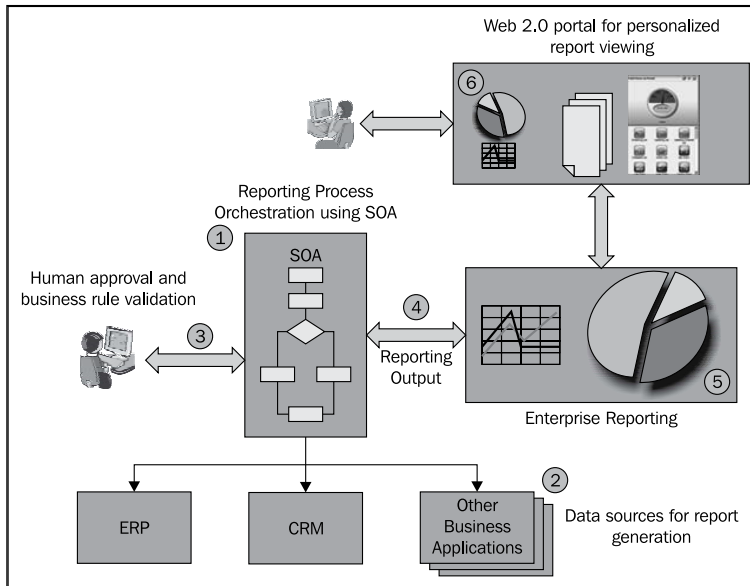 Web 2.0 portal for personalized
report viewing
6
Reporting Process
Orchestration using SOA
1
SOA
Human approval and
business rule validation
3
4
Reporting
Output
5
Enterprise Reporting
2
ERP
CRM
Other
Business
Applications
Data sources for report
generation